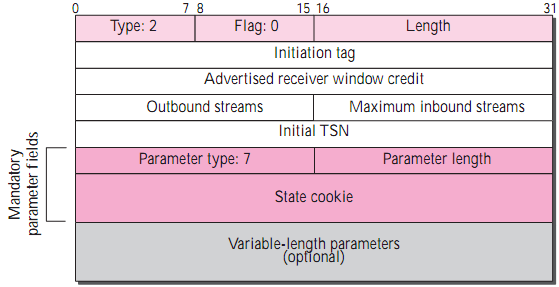 0 7 8 15 16 31
Type: 2 Flag: 0 Length
Initiation tag
Advertised receiver window credit
Outbound streams Maximum inbound streams
Initial TSN
Mandatory
parameter fields
Parameter type: 7 Parameter length
State cookie
Variable-length parameters
(optional)